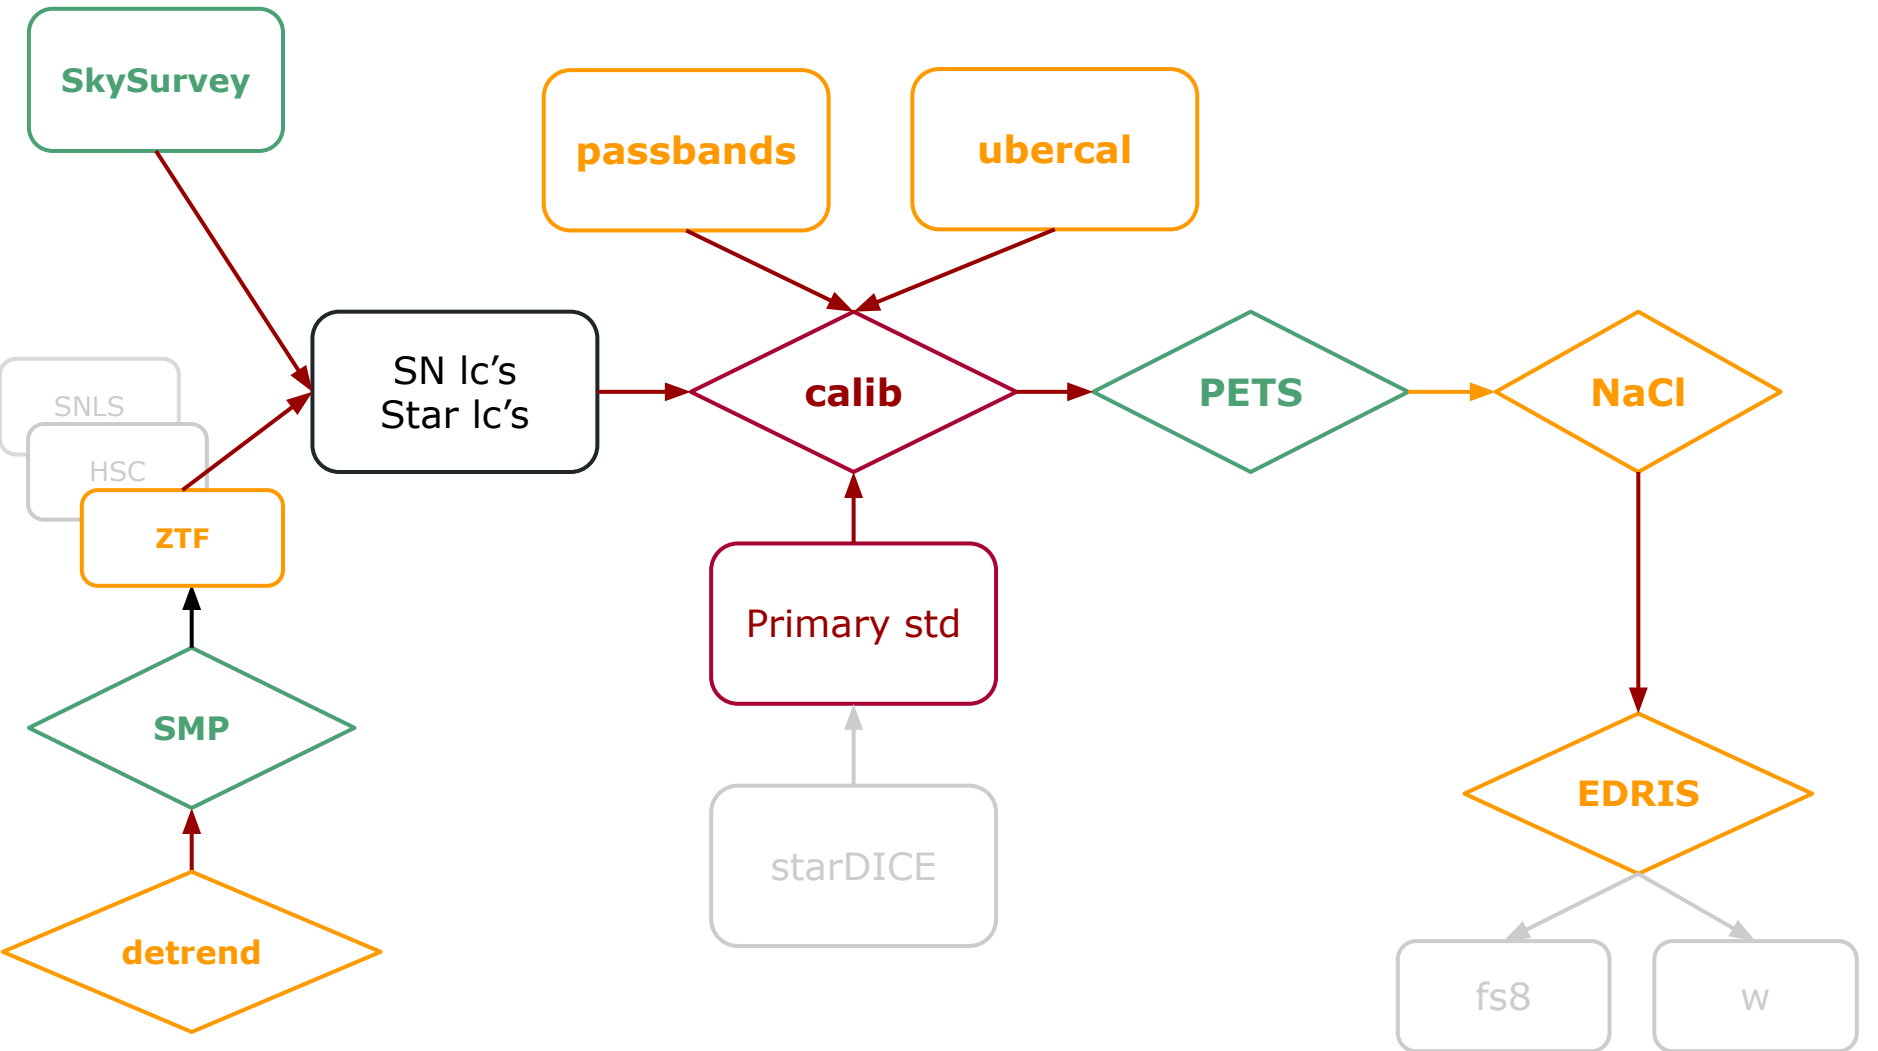 SkySurvey
passbands
ubercal
SNLS
HSC
ZTF
SN lc’s
Star lc’s
calib
PETS
NaCl
Primary std
SMP
starDICE
EDRIS
detrend
fs8
w